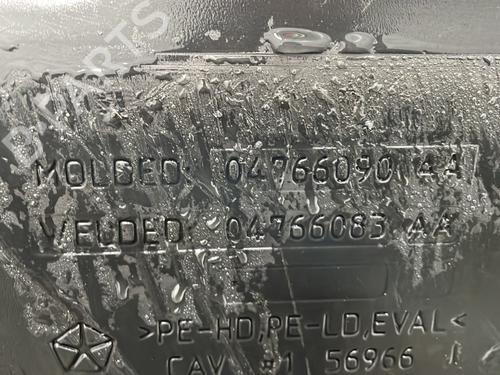 MOLDED: 04766090 AA
WELDED: 04766083 AA
>PE-HD,PE-LD,EVAL<
CAV #1 56966